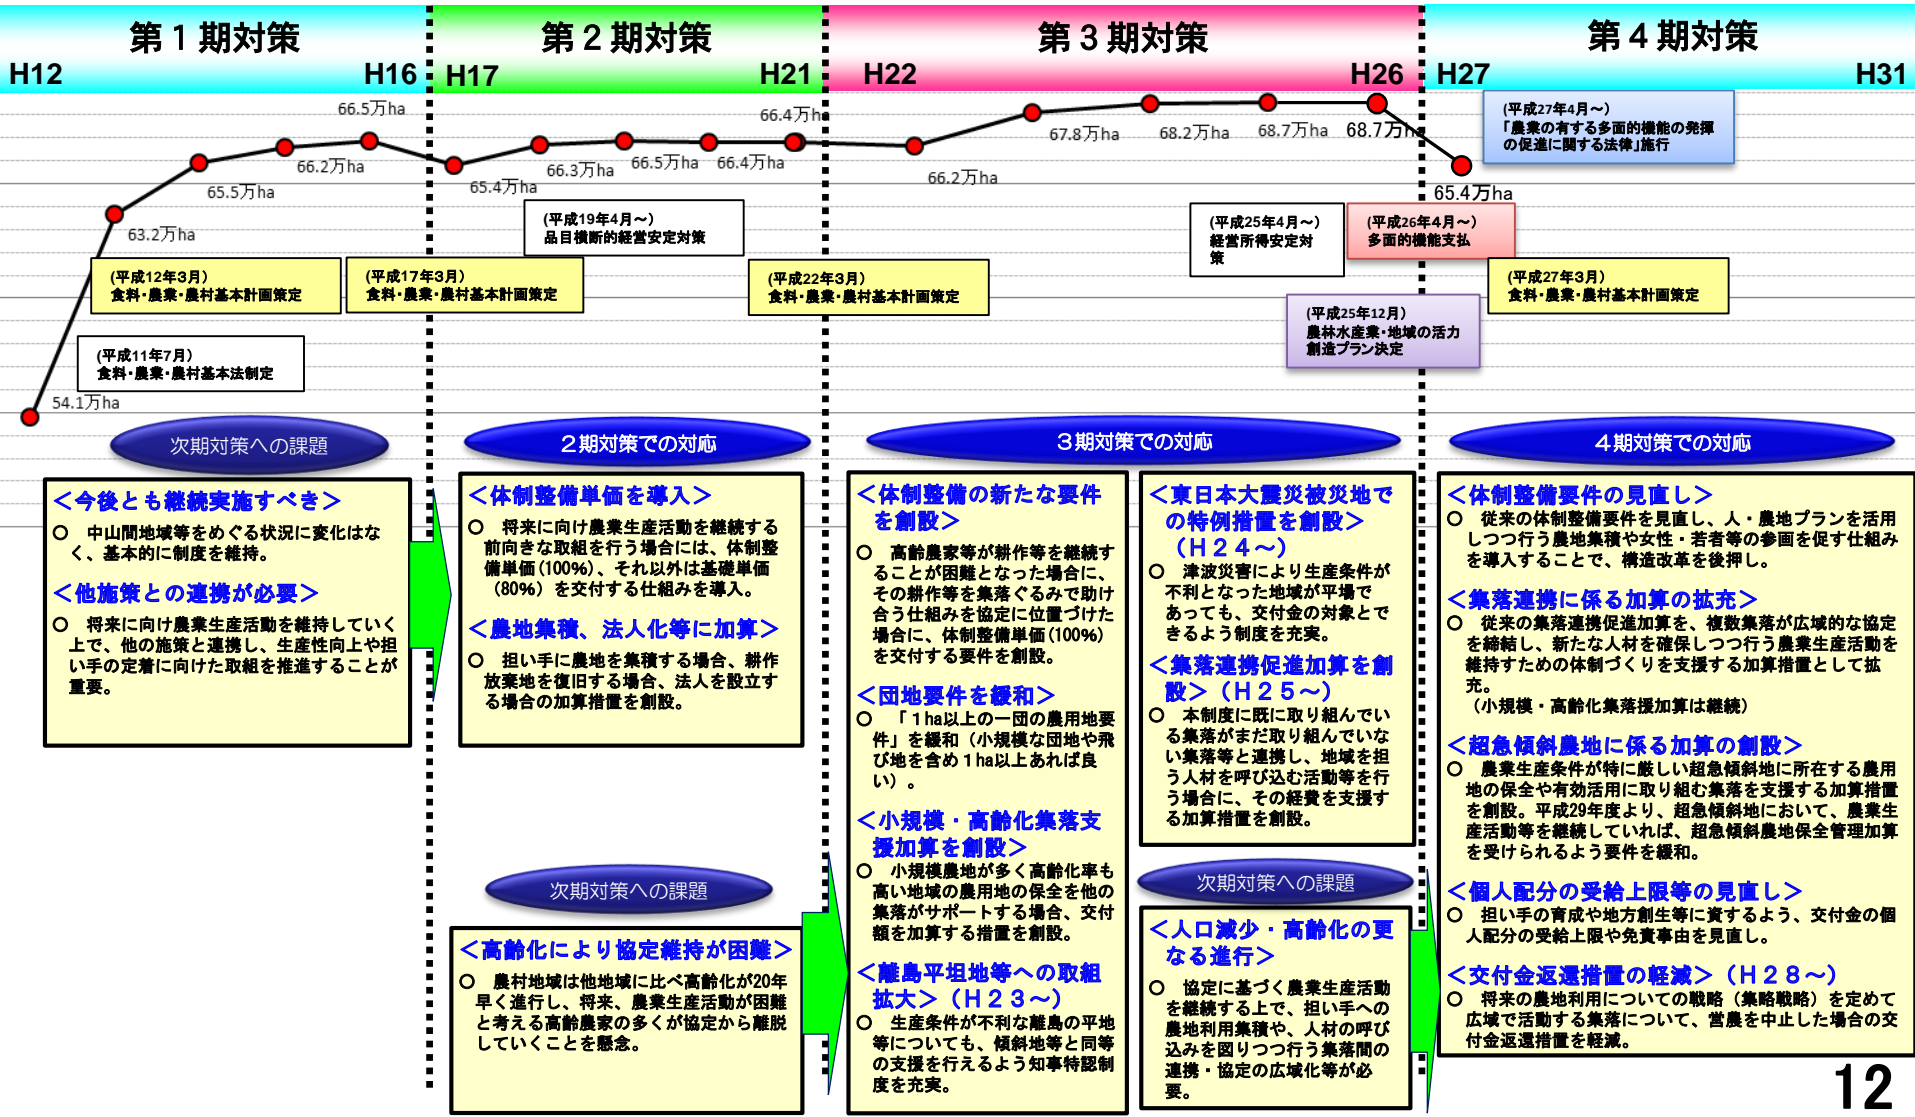 第１期対策
H12
H16
第２期対策
H17
H21
第３期対策
H22
H26
第４期対策
H27
H31
54.1万ha
63.2万ha
65.5万ha
66.2万ha
66.5万ha
65.4万ha
66.3万ha
66.5万ha
66.4万ha
66.4万ha
66.2万ha
67.8万ha
68.2万ha
68.7万ha
68.7万ha
65.4万ha
(平成27年4月～)
「農業の有する多面的機能の発揮
の促進に関する法律」施行
(平成19年4月～)
品目横断的経営安定対策
(平成25年4月～)
経営所得安定対
策
(平成26年4月～)
多面的機能支払
(平成12年3月)
食料・農業・農村基本計画策定
(平成17年3月)
食料・農業・農村基本計画策定
(平成22年3月)
食料・農業・農村基本計画策定
(平成27年3月)
食料・農業・農村基本計画策定
(平成25年12月)
農林水産業・地域の活力
創造プラン決定
(平成11年7月)
食料・農業・農村基本法制定
次期対策への課題
＜今後とも継続実施すべき＞
○　中山間地域等をめぐる状況に変化はな
く、基本的に制度を維持。
＜他施策との連携が必要＞
○　将来に向け農業生産活動を維持していく
上で、他の施策と連携し、生産性向上や担
い手の定着に向けた取組を推進することが
重要。
２期対策での対応
＜体制整備単価を導入＞
○　将来に向け農業生産活動を継続する
前向きな取組を行う場合には、体制整
備単価(100%)、それ以外は基礎単価
(80%) を交付する仕組みを導入。
＜農地集積、法人化等に加算＞
○　担い手に農地を集積する場合、耕作
放棄地を復旧する場合、法人を設立す
る場合の加算措置を創設。
次期対策への課題
＜高齢化により協定維持が困難＞
○　農村地域は他地域に比べ高齢化が20年
早く進行し、将来、農業生産活動が困難
と考える高齢農家の多くが協定から離脱
していくことを懸念。
３期対策での対応
＜体制整備の新たな要件
を創設＞
○　高齢農家等が耕作等を継続す
ることが困難となった場合に、
その耕作等を集落ぐるみで助け
合う仕組みを協定に位置づけた
場合に、体制整備単価(100%)
を交付する要件を創設。
＜団地要件を緩和＞
○　「１ha以上の一団の農用地要
件」を緩和（小規模な団地や飛
び地を含め１ha以上あれば良
い）。
＜小規模・高齢化集落支
援加算を創設＞
○　小規模農地が多く高齢化率も
高い地域の農用地の保全を他の
集落がサポートする場合、交付
額を加算する措置を創設。
＜離島平坦地等への取組
拡大＞（Ｈ２３～）
○　生産条件が不利な離島の平地
等についても、傾斜地等と同等
の支援を行えるよう知事特認制
度を充実。
＜東日本大震災被災地で
の特例措置を創設＞
（Ｈ２４～）
○　津波災害により生産条件が
不利となった地域が平場で
あっても、交付金の対象とで
きるよう制度を充実。
＜集落連携促進加算を創
設＞（Ｈ２５～）
○　本制度に既に取り組んでい
る集落がまだ取り組んでいな
い集落等と連携し、地域を担
う人材を呼び込む活動等を行
う場合に、その経費を支援す
る加算措置を創設。
次期対策への課題
＜人口減少・高齢化の更
なる進行＞
○　協定に基づく農業生産活動
を継続する上で、担い手への
農地利用集積や、人材の呼び
込みを図りつつ行う集落間の
連携・協定の広域化等が必
要。
４期対策での対応
＜体制整備要件の見直し＞
○　従来の体制整備要件を見直し、人・農地プランを活用
しつつ行う農地集積や女性・若者等の参画を促す仕組み
を導入することで、構造改革を後押し。
＜集落連携に係る加算の拡充＞
○　従来の集落連携促進加算を、複数集落が広域的な協定
を締結し、新たな人材を確保しつつ行う農業生産活動を
維持すための体制づくりを支援する加算措置として拡
充。
（小規模・高齢化集落援加算は継続）
＜超急傾斜農地に係る加算の創設＞
○　農業生産条件が特に厳しい超急傾斜地に所在する農用
地の保全や有効活用に取り組む集落を支援する加算措置
を創設。平成29年度より、超急傾斜地において、農業生
産活動等を継続していれば、超急傾斜農地保全管理加算
を受けられるよう要件を緩和。
＜個人配分の受給上限等の見直し＞
○　担い手の育成や地方創生等に資するよう、交付金の個
人配分の受給上限や免責事由を見直し。
＜交付金返還措置の軽減＞（Ｈ２８～）
○　将来の農地利用についての戦略（集略戦略）を定めて
広域で活動する集落について、営農を中止した場合の交
付金返還措置を軽減。
12